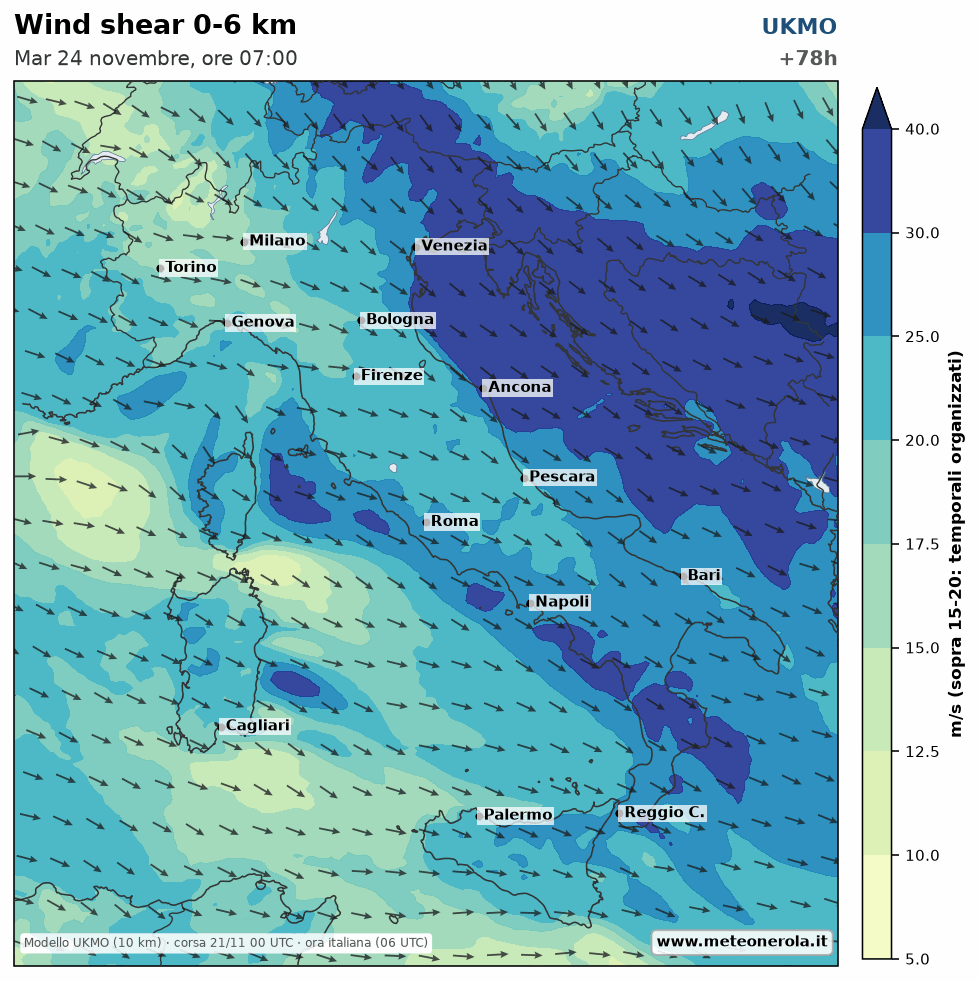 Wind shear 0-6 km
UKMO
Mar 24 novembre, ore 07:00
+78h
Milano
Venezia
Torino
Genova
Bologna
Firenze
Ancona
Pescara
Roma
Bari
Napoli
Cagliari
Palermo
Reggio C.
Modello UKMO (10 km) · corsa 21/11 00 UTC · ora italiana (06 UTC)
www.meteonerola.it
40.0
30.0
25.0
20.0
17.5
15.0
12.5
10.0
5.0
m/s (sopra 15-20: temporali organizzati)